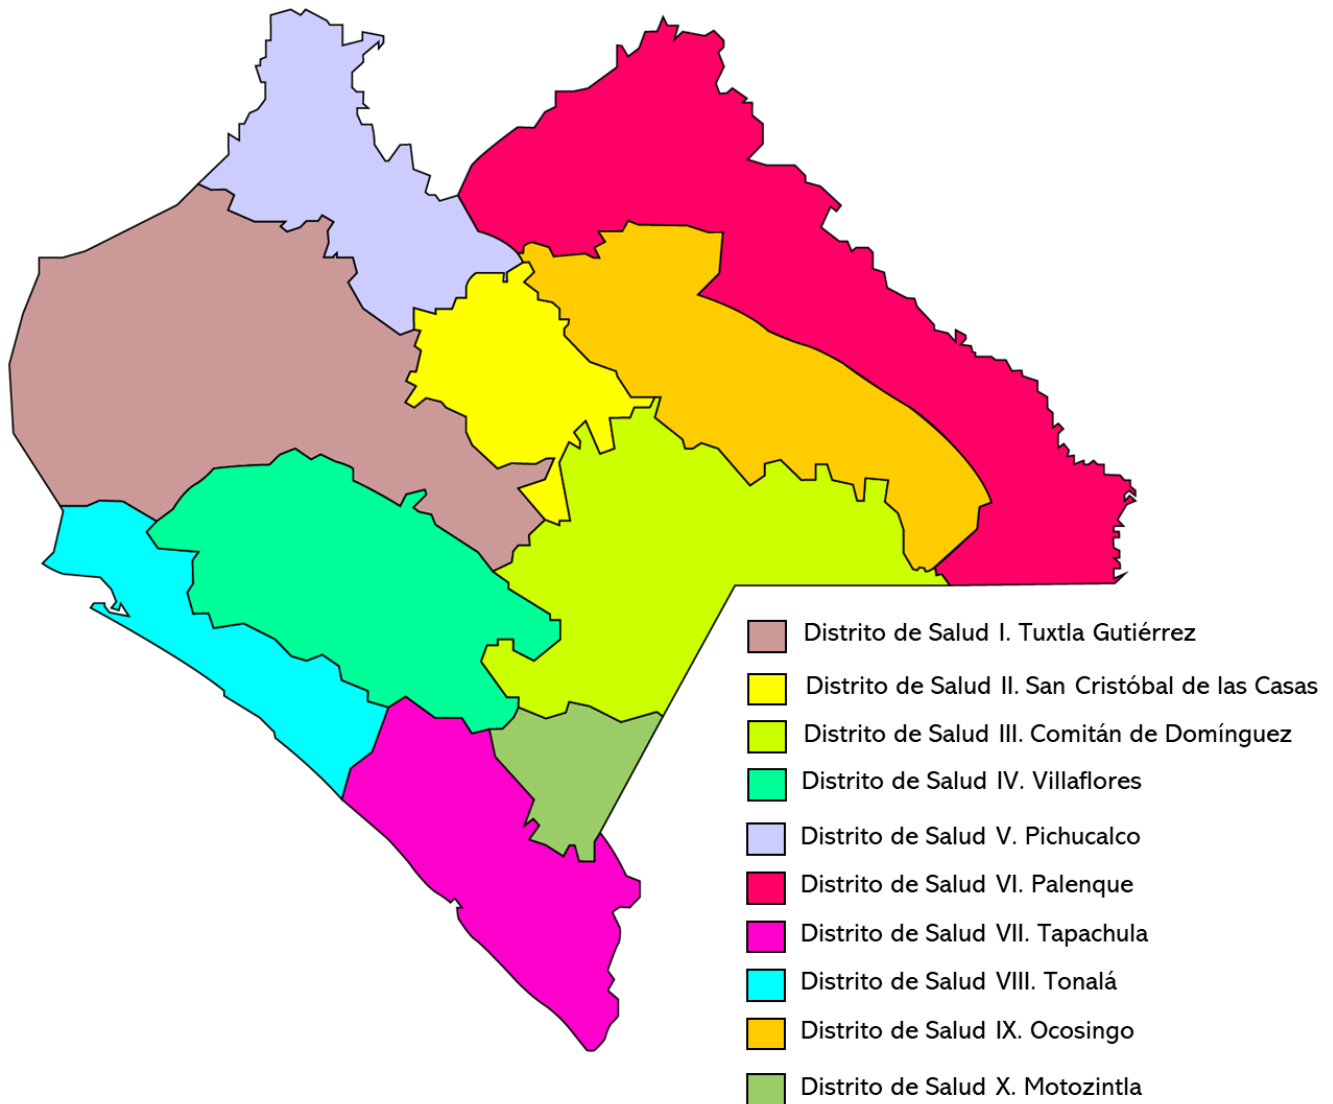 Distrito de Salud I. Tuxtla Gutiérrez
Distrito de Salud II. San Cristóbal de las Casas
Distrito de Salud III. Comitán de Domínguez
Distrito de Salud IV. Villaflores
Distrito de Salud V. Pichucalco
Distrito de Salud VI. Palenque
Distrito de Salud VII. Tapachula
Distrito de Salud VIII. Tonalá
Distrito de Salud IX. Ocosingo
Distrito de Salud X. Motozintla